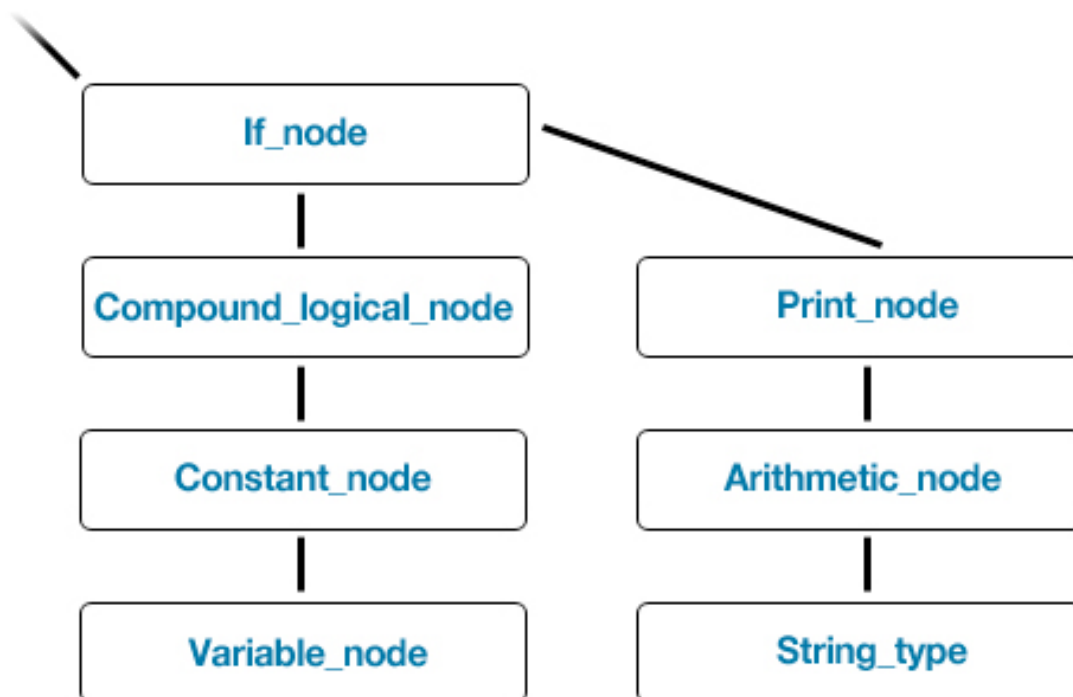 If_node
Compound_logical_node
Print_node
Constant_node
Arithmetic_node
Variable_node
String_type